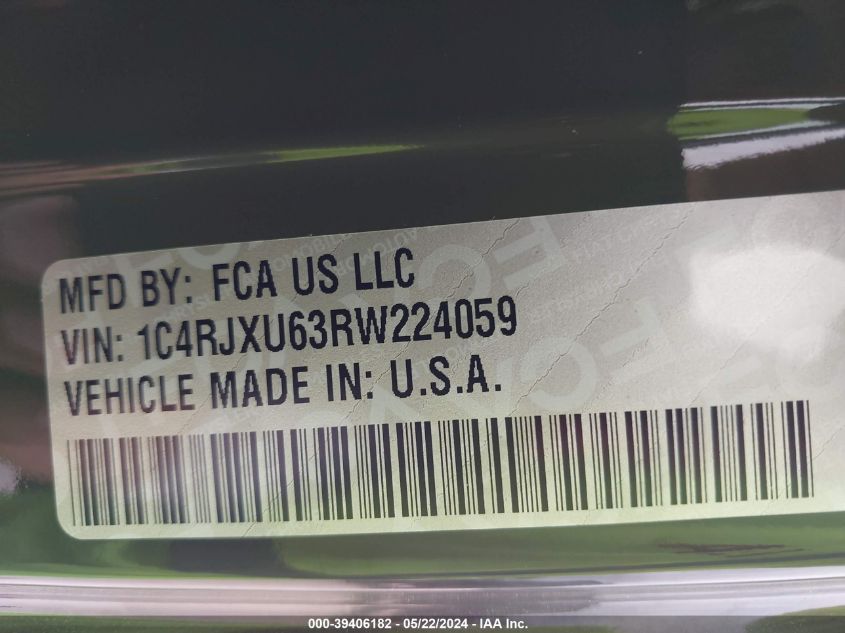 MFD BY: FCA US LLC
VIN: 1C4RJXU63RW224059
VEHICLE MADE IN: U.S.A.
000-39406182 - 05/22/2024 - IAA Inc.